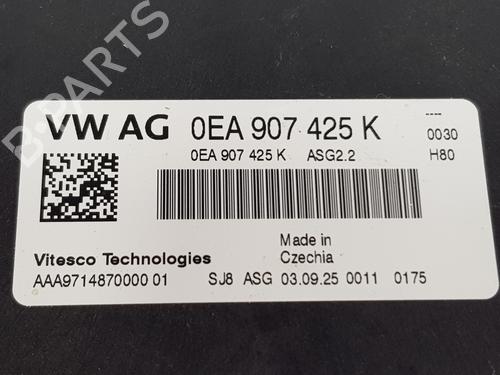 B-PARTS
VW AG 0EA 907 425 K
----
0030
0EA 907 425 K ASG2.2 H80
Vitesco Technologies
Made in
Czechia
AAA9714870000 01 SJ8 ASG 03.09.25 0011 0175